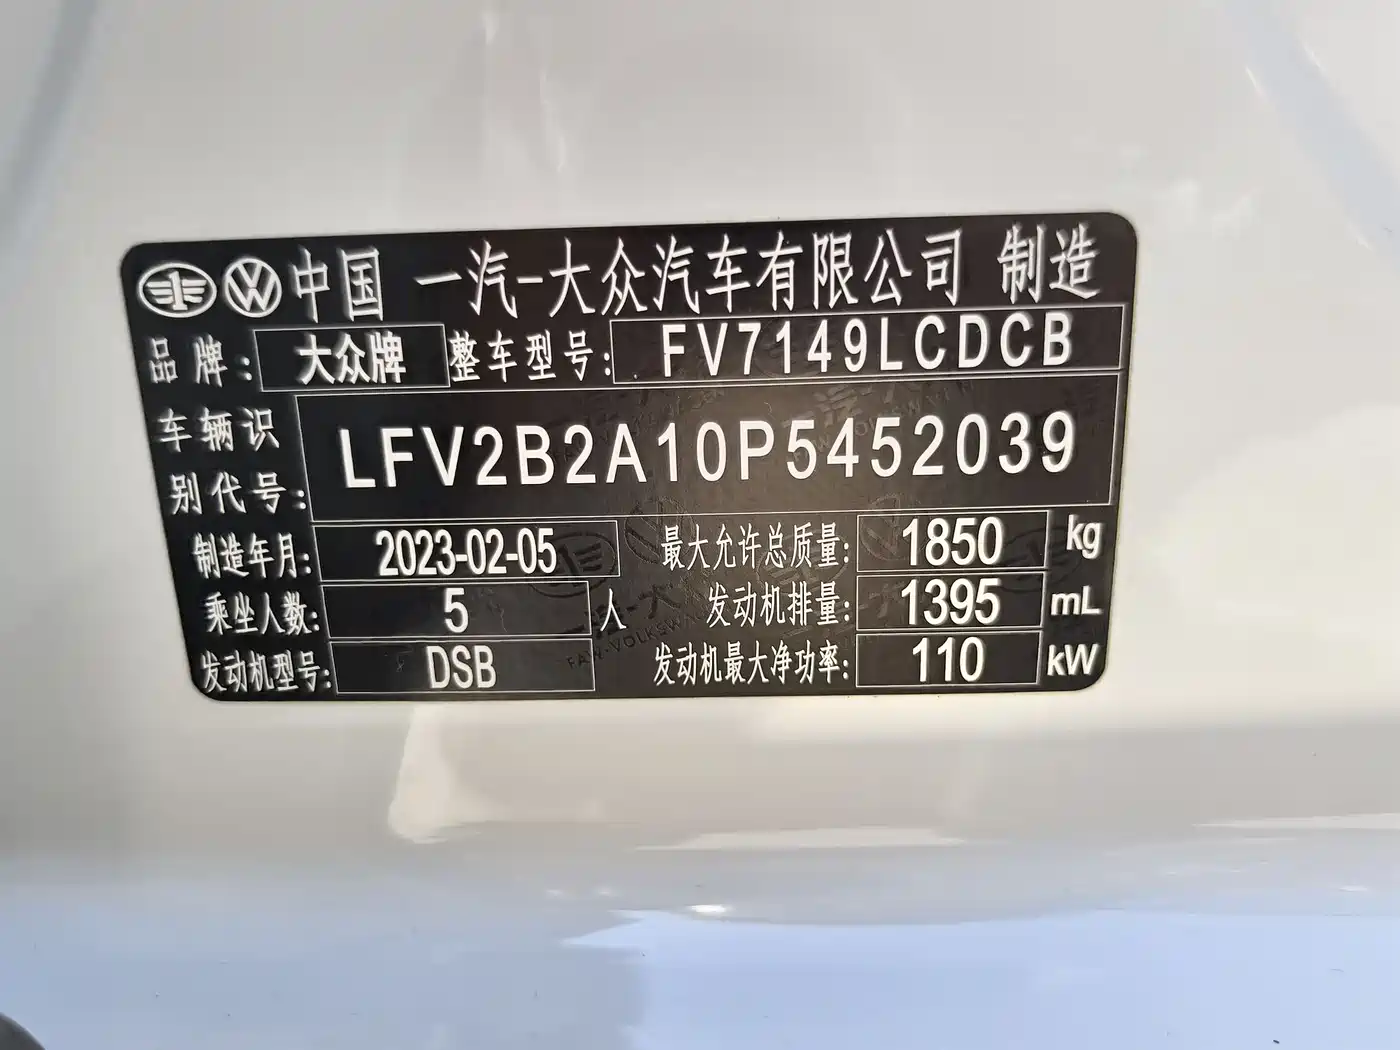 中国 一汽-大众汽车有限公司 制造
品牌: 大众牌 整车型号: FV7149LCDCB
车辆识别代号: LFV2B2A10P5452039
制造年月: 2023-02-05 最大允许总质量: 1850 kg
乘坐人数: 5 人 发动机排量: 1395 mL
发动机型号: DSB 发动机最大净功率: 110 kW